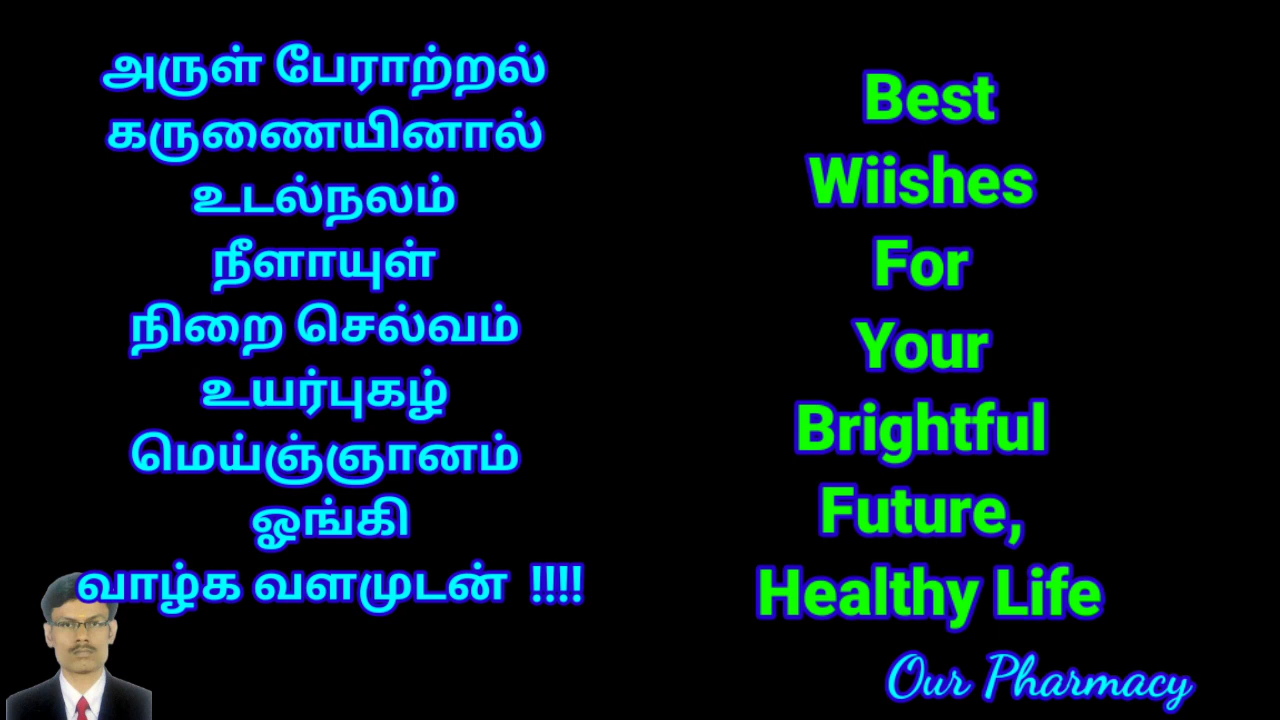 அருள் பேராற்றல்
கருணையினால்
உடல்நலம்
நீளாயுள்
நிறை செல்வம்
உயர்புகழ்
மெய்ஞ்ஞானம்
ஓங்கி
வாழ்க வளமுடன் !!!!
Best
Wiishes
For
Your
Brightful
Future,
Healthy Life
Our Pharmacy